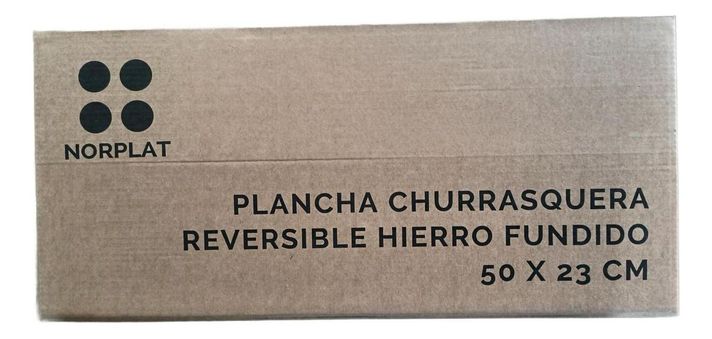 NORPLAT
PLANCHA CHURRASQUERA
REVERSIBLE HIERRO FUNDIDO
50 X 23 CM